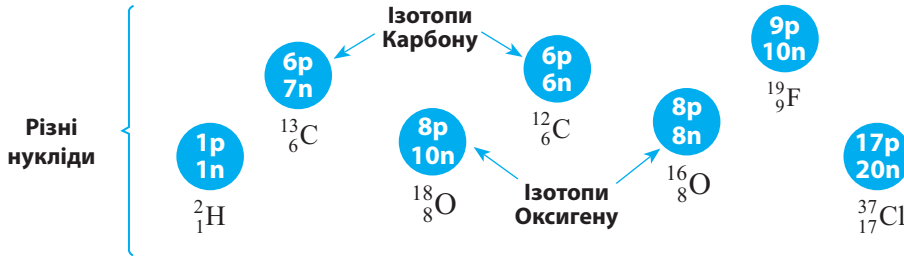 Різні
нукліди
1p
1n
²₁H
6p
7n
¹³₆C
Ізотопи
Карбону
8p
10n
¹⁸₈O
6p
6n
¹²₆C
Ізотопи
Оксигену
8p
8n
¹⁶₈O
9p
10n
¹⁹₉F
17p
20n
³⁷₁₇Cl